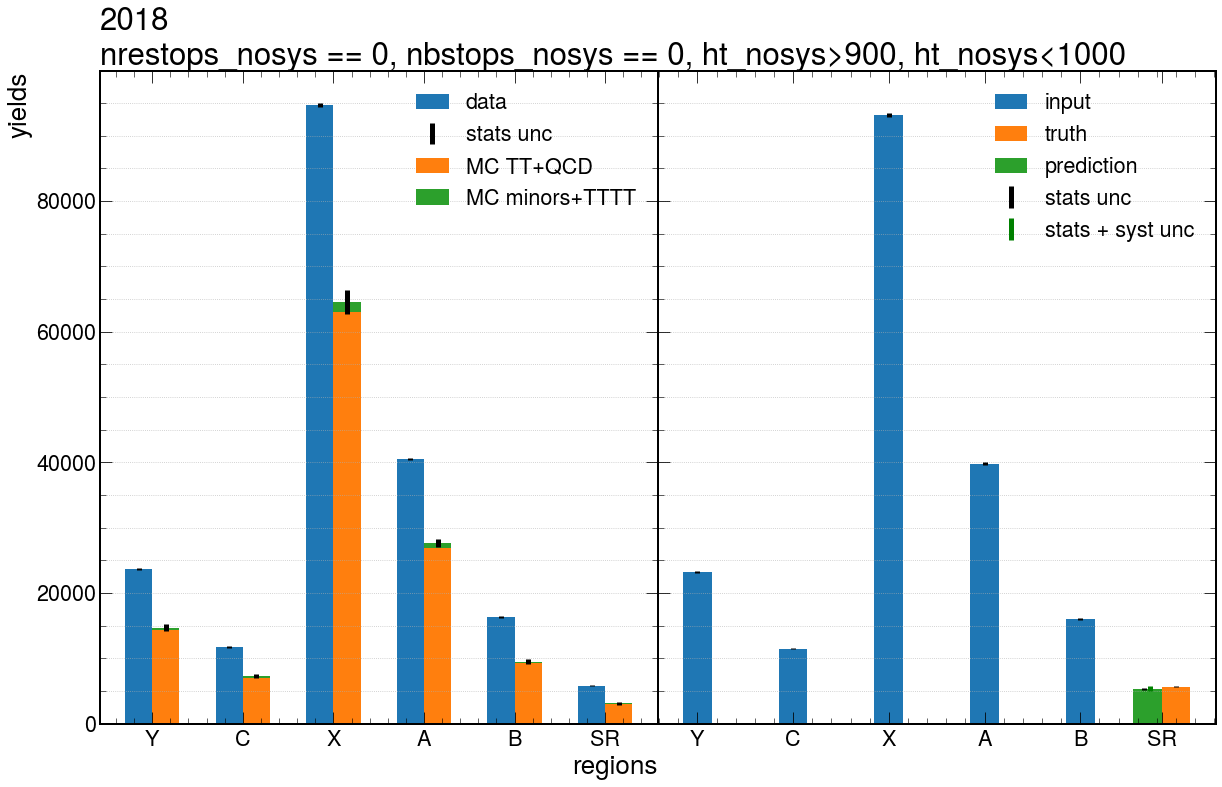 2018
nrestops_nosys == 0, nbstops_nosys == 0, ht_nosys>900, ht_nosys<1000
yields
80000
60000
40000
20000
0
data
stats unc
MC TT+QCD
MC minors+TTTT
input
truth
prediction
stats unc
stats + syst unc
Y C X A B SR Y C X A B SR
regions